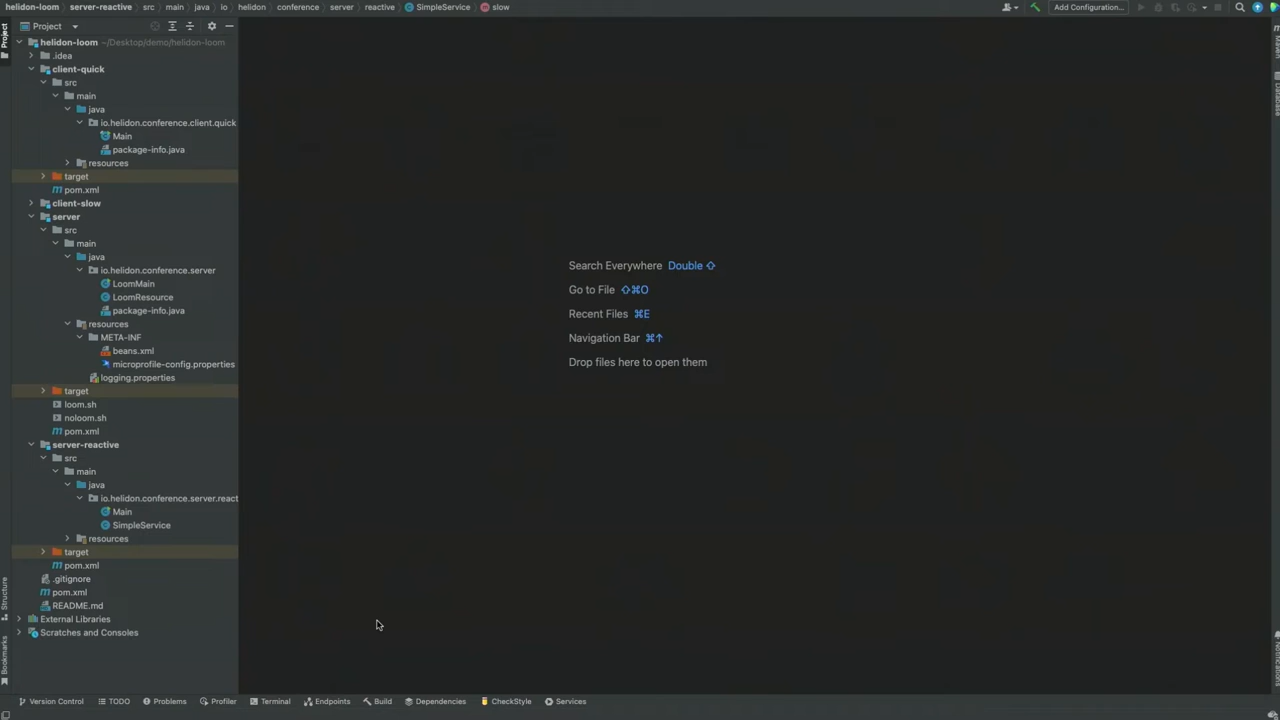 helidon-loom server-reactive src main java io helidon conference server reactive SimpleService slow Add Configuration...
Project
Project
helidon-loom ~/Desktop/demo/helidon-loom
.idea
client-quick
src
main
java
io.helidon.conference.client.quick
Main
package-info.java
resources
target
pom.xml
client-slow
server
src
main
java
io.helidon.conference.server
LoomMain
LoomResource
package-info.java
resources
META-INF
beans.xml
microprofile-config.properties
logging.properties
target
loom.sh
noloom.sh
pom.xml
server-reactive
src
main
java
io.helidon.conference.server.react
Main
SimpleService
resources
target
pom.xml
.gitignore
pom.xml
README.md
External Libraries
Scratches and Consoles
Search Everywhere Double ⇧
Go to File ⇧⌘O
Recent Files ⌘E
Navigation Bar ⌘↑
Drop files here to open them
Maven
Database
Notifications
Structure
Bookmarks
Version Control TODO Problems Profiler Terminal Endpoints Build Dependencies CheckStyle Services